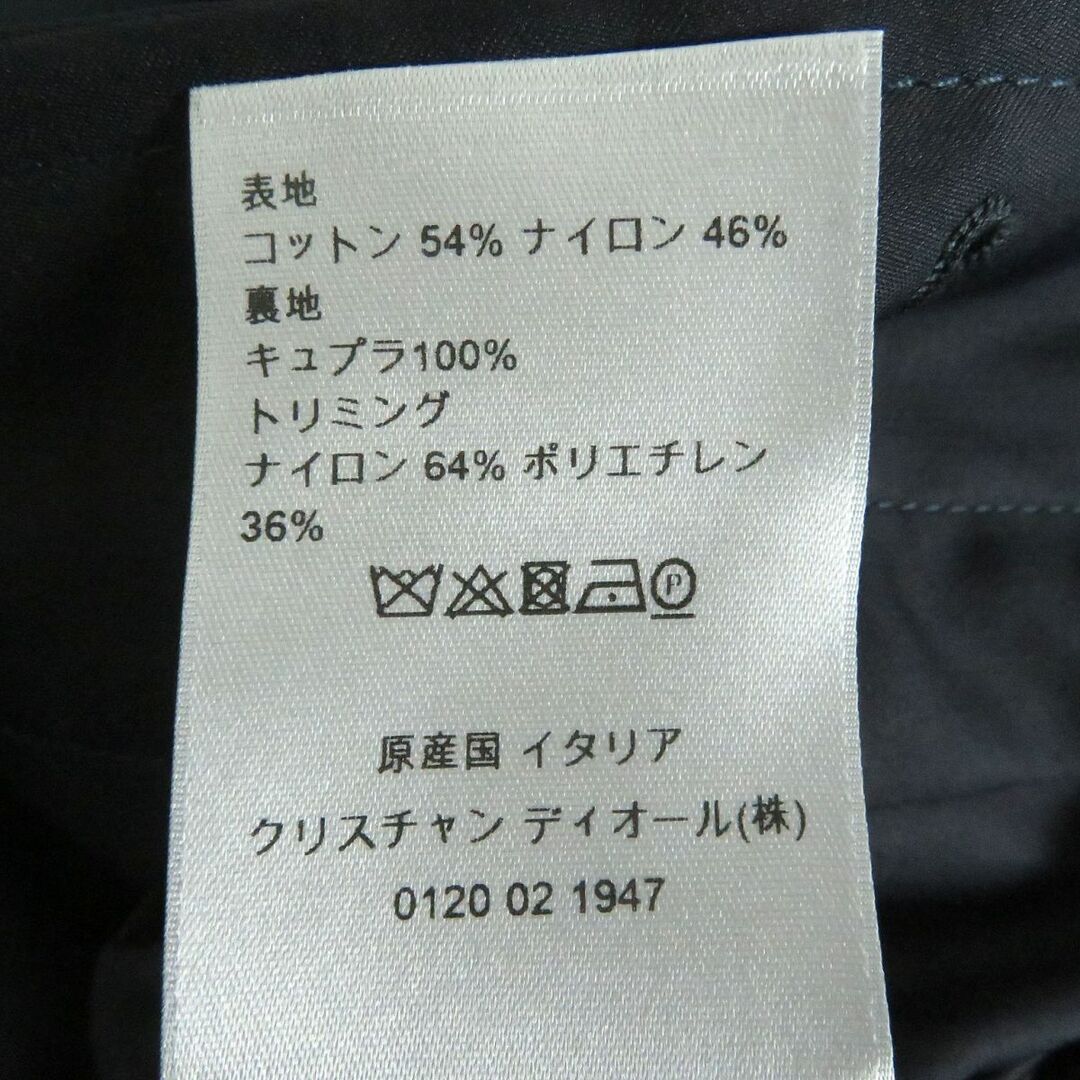 表地
コットン 54% ナイロン 46%
裏地
キュプラ100%
トリミング
ナイロン 64% ポリエチレン
36%
P
原産国 イタリア
クリスチャン ディオール(株)
0120 02 1947